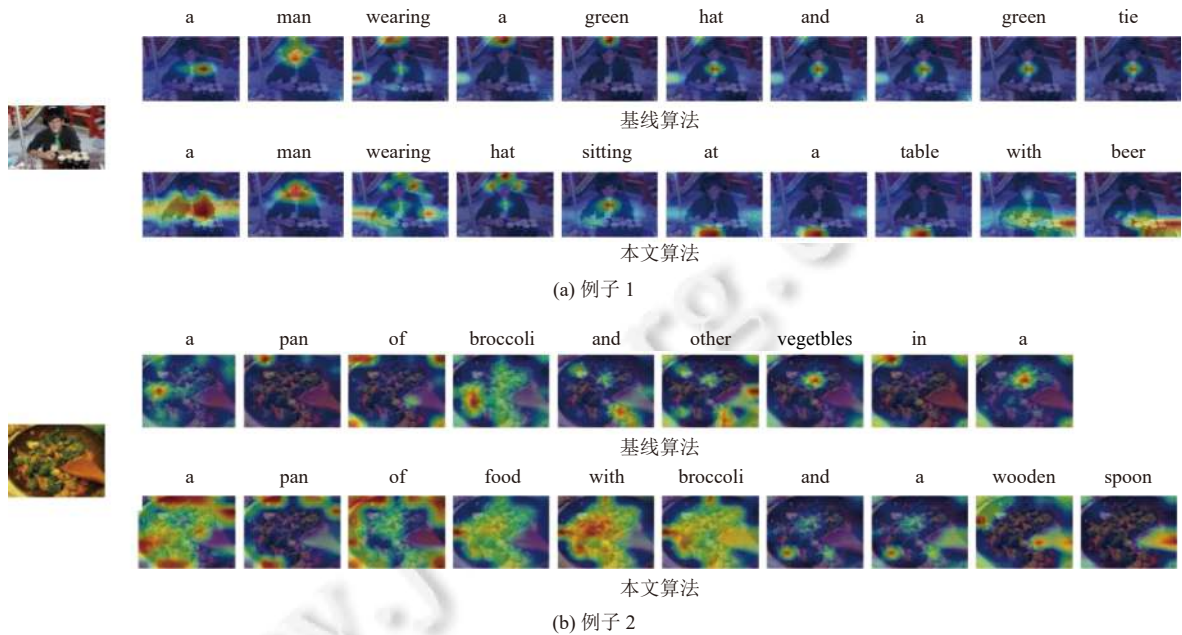 a man wearing a green hat and a green tie
基线算法
a man wearing hat sitting at a table with beer
本文算法
(a) 例子 1
a pan of broccoli and other vegetbles in a
基线算法
a pan of food with broccoli and a wooden spoon
本文算法
(b) 例子 2